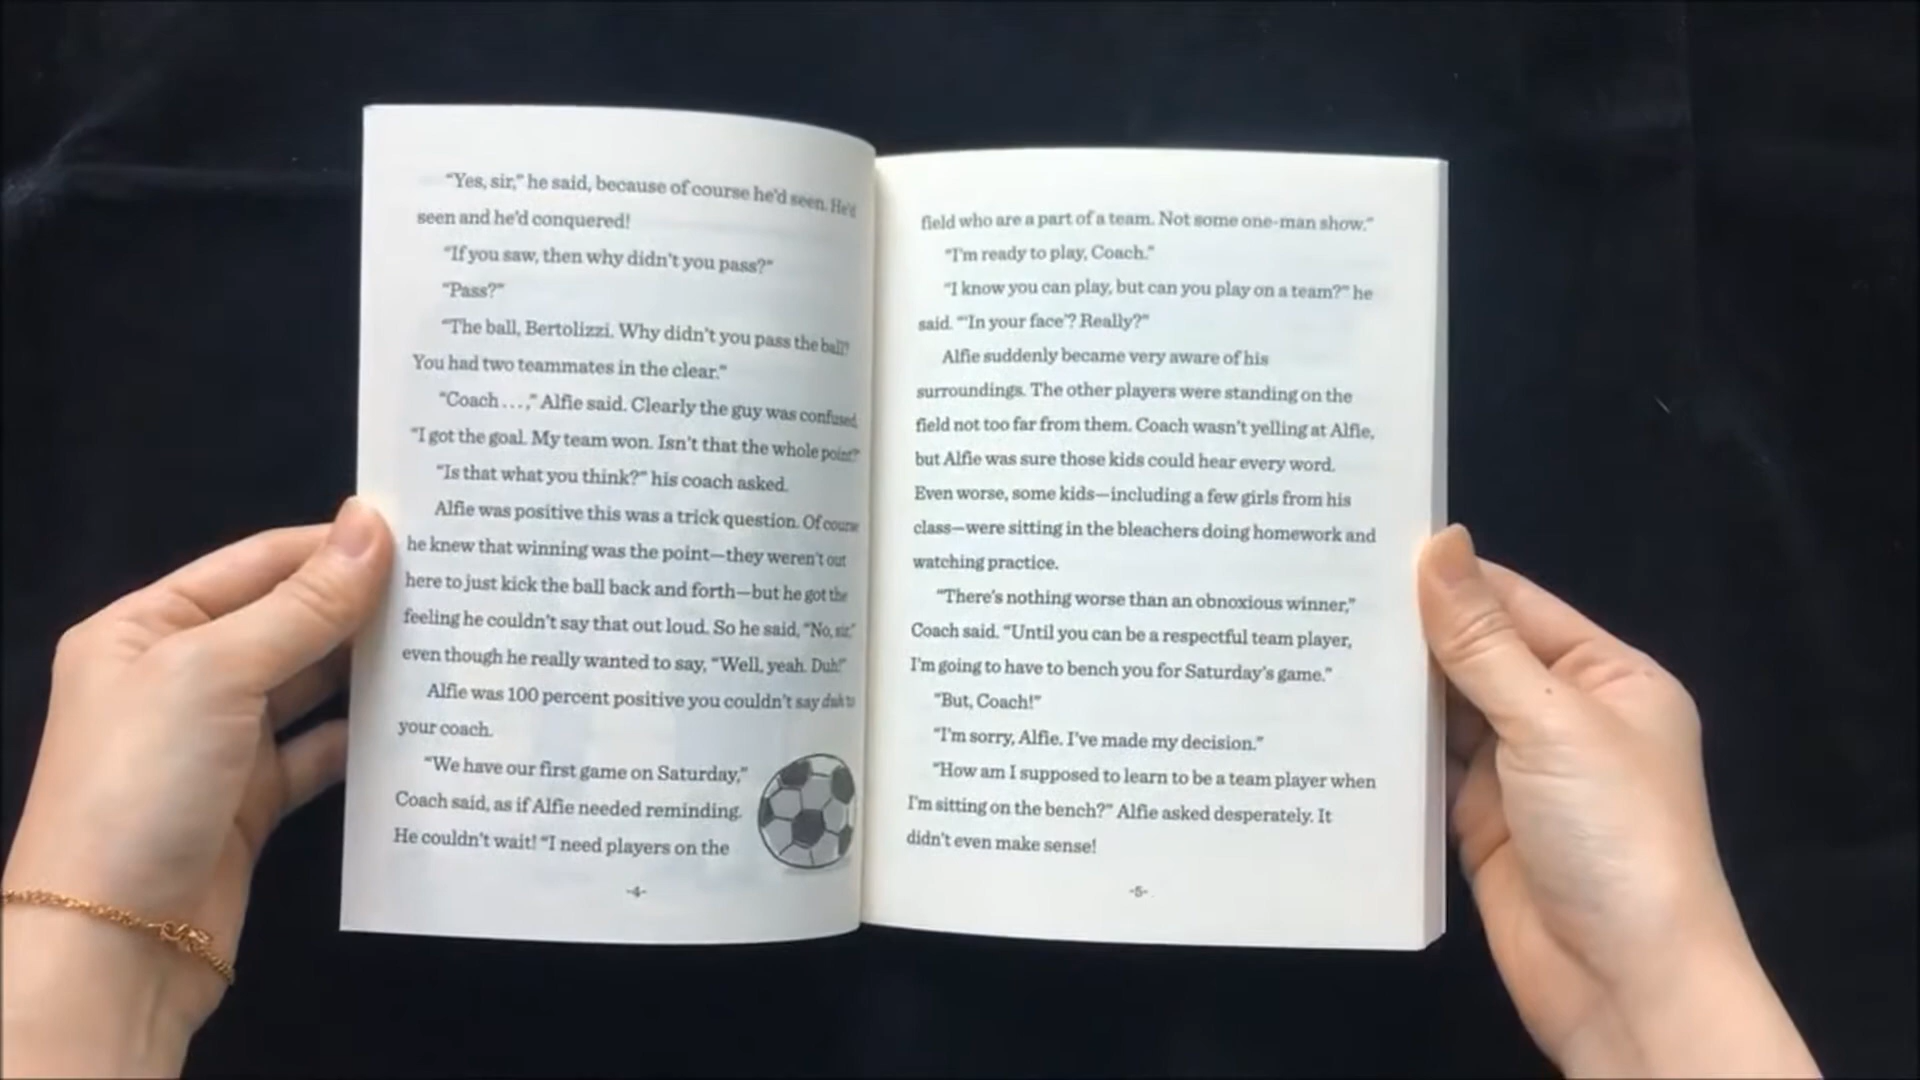 “Yes, sir,” he said, because of course he’d seen. He’d
seen and he’d conquered!
“If you saw, then why didn’t you pass?”
“Pass?”
“The ball, Bertolizzi. Why didn’t you pass the ball?
You had two teammates in the clear.”
“Coach . . . ,” Alfie said. Clearly the guy was confused.
“I got the goal. My team won. Isn’t that the whole point?”
“Is that what you think?” his coach asked.
Alfie was positive this was a trick question. Of course
he knew that winning was the point—they weren’t out
here to just kick the ball back and forth—but he got the
feeling he couldn’t say that out loud. So he said, “No, sir,”
even though he really wanted to say, “Well, yeah. Duh!”
Alfie was 100 percent positive you couldn’t say duh to
your coach.
“We have our first game on Saturday,”
Coach said, as if Alfie needed reminding.
He couldn’t wait! “I need players on the
-4-
field who are a part of a team. Not some one-man show.”
“I’m ready to play, Coach.”
“I know you can play, but can you play on a team?” he
said. “‘In your face’? Really?”
Alfie suddenly became very aware of his
surroundings. The other players were standing on the
field not too far from them. Coach wasn’t yelling at Alfie,
but Alfie was sure those kids could hear every word.
Even worse, some kids—including a few girls from his
class—were sitting in the bleachers doing homework and
watching practice.
“There’s nothing worse than an obnoxious winner,”
Coach said. “Until you can be a respectful team player,
I’m going to have to bench you for Saturday’s game.”
“But, Coach!”
“I’m sorry, Alfie. I’ve made my decision.”
“How am I supposed to learn to be a team player when
I’m sitting on the bench?” Alfie asked desperately. It
didn’t even make sense!
-5-